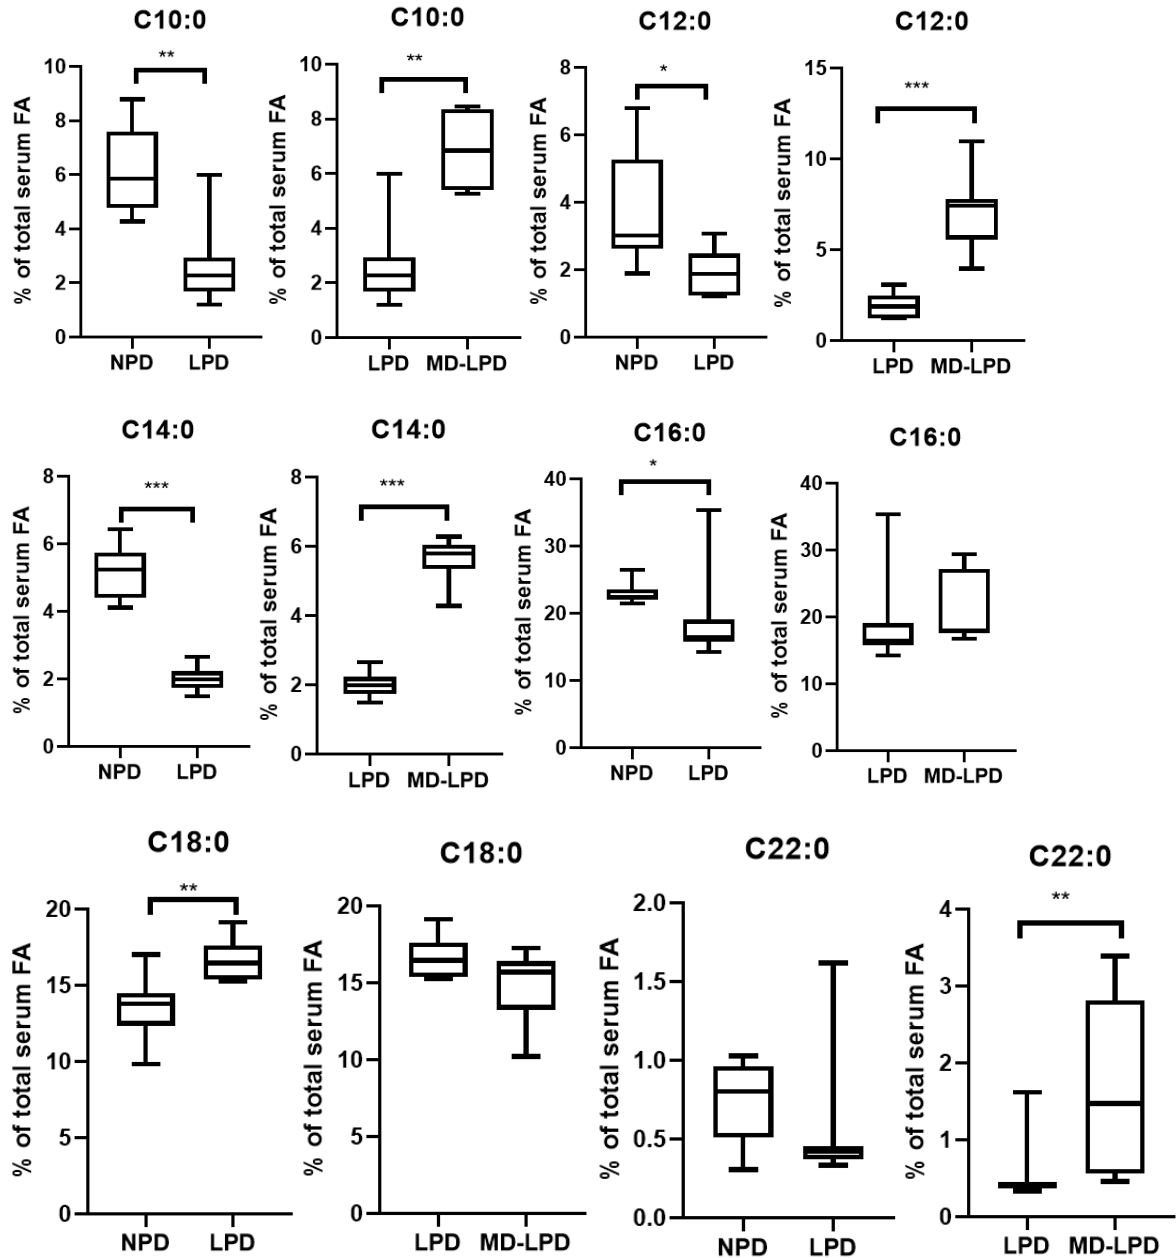 C10:0
**
% of total serum FA
10
8
6
4
2
0
NPD LPD
C10:0
**
% of total serum FA
10
8
6
4
2
0
LPD MD-LPD
C12:0
*
% of total serum FA
8
6
4
2
0
NPD LPD
C12:0
***
% of total serum FA
15
10
5
0
LPD MD-LPD
C14:0
***
% of total serum FA
8
6
4
2
0
NPD LPD
C14:0
***
% of total serum FA
8
6
4
2
0
LPD MD-LPD
C16:0
*
% of total serum FA
40
30
20
10
0
NPD LPD
C16:0
% of total serum FA
40
30
20
10
0
LPD MD-LPD
C18:0
**
% of total serum FA
20
15
10
5
0
NPD LPD
C18:0
% of total serum FA
20
15
10
5
0
LPD MD-LPD
C22:0
% of total serum FA
2.0
1.5
1.0
0.5
0.0
NPD LPD
C22:0
**
% of total serum FA
4
3
2
1
0
LPD MD-LPD